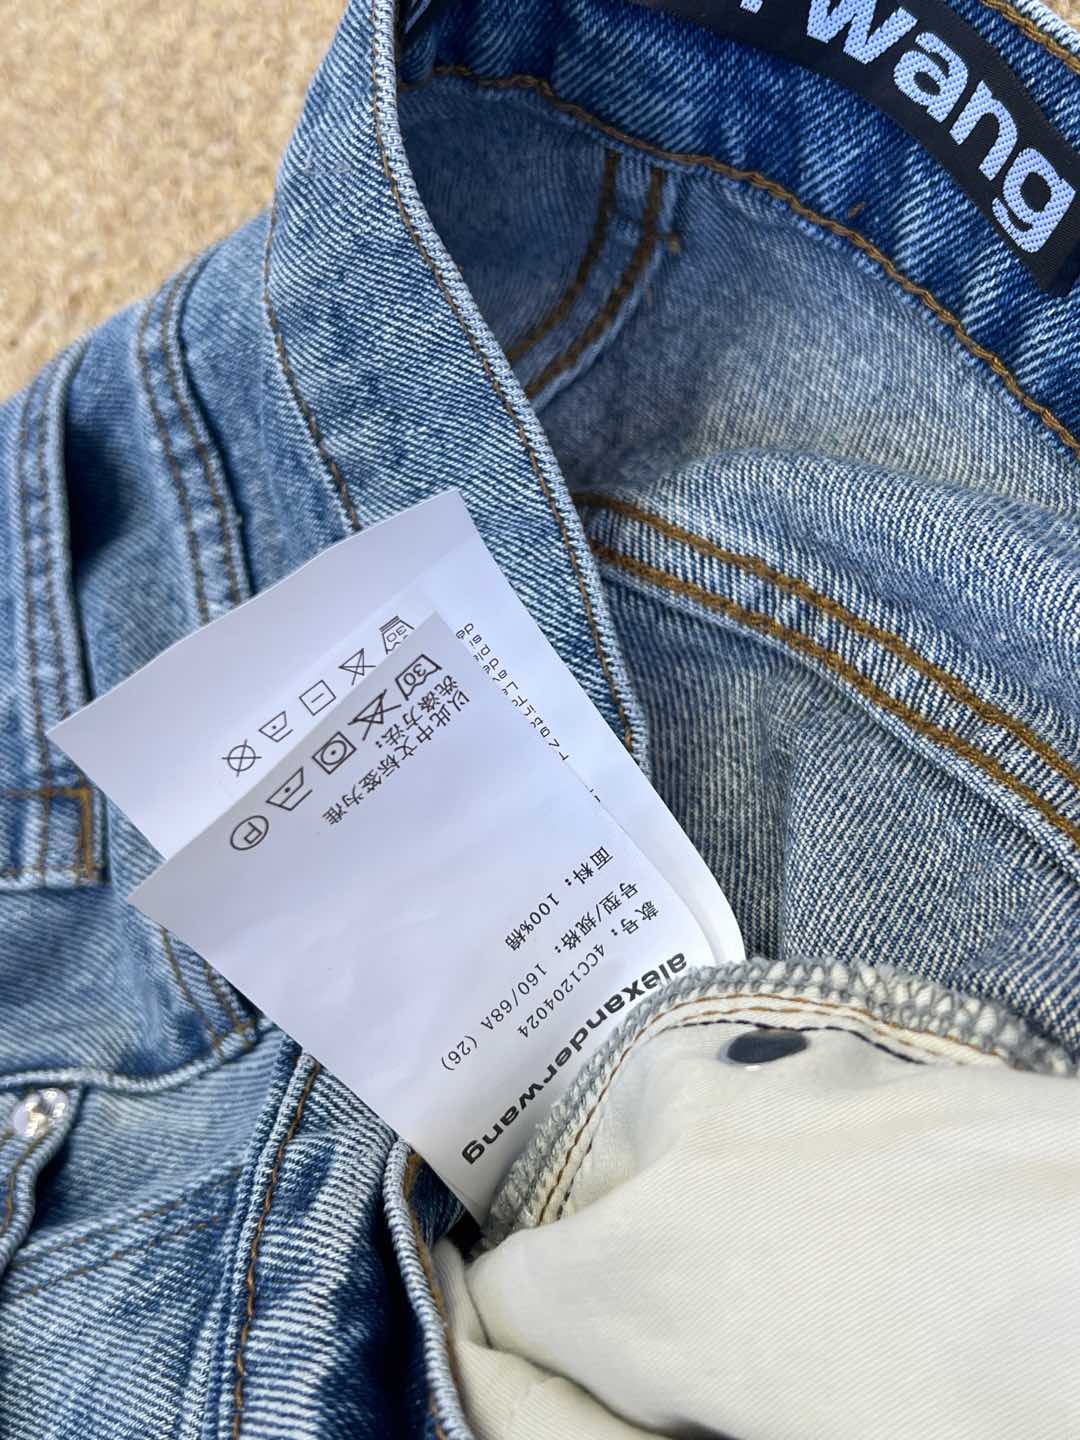 wang
alexanderwang
款号: 4CC1204024
号型/规格: 160/68A (26)
面料: 100%棉
以此中文标签为准
洗涤方法:
30
P
30